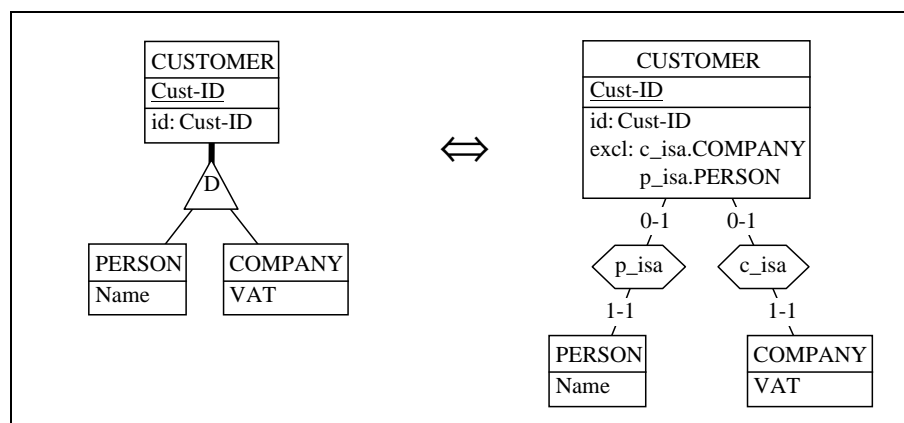 CUSTOMER
Cust-ID
id: Cust-ID
D
PERSON
Name
COMPANY
VAT
⇔
CUSTOMER
Cust-ID
id: Cust-ID
excl: c_isa.COMPANY
p_isa.PERSON
0-1
0-1
p_isa
c_isa
1-1
1-1
PERSON
Name
COMPANY
VAT